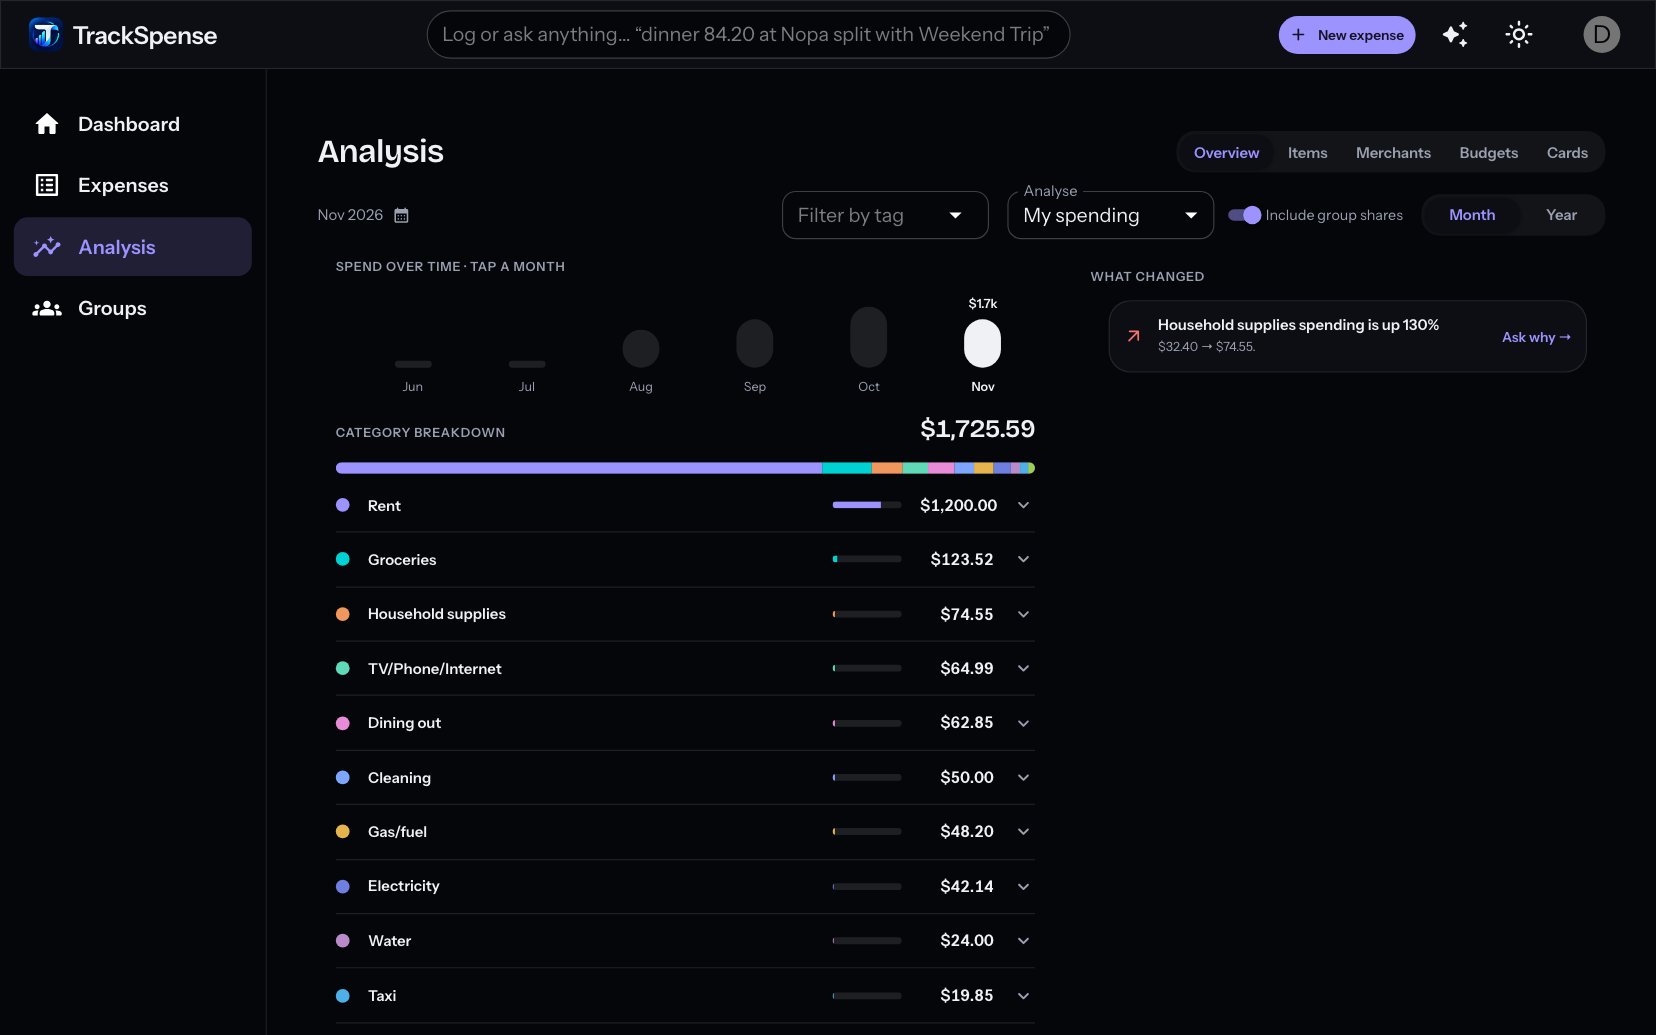 TrackSpense
Log or ask anything... “dinner 84.20 at Nopa split with Weekend Trip”
+ New expense
D
Dashboard
Expenses
Analysis
Groups
Analysis
Overview Items Merchants Budgets Cards
Nov 2026
Filter by tag
Analyse
My spending
Include group shares
Month Year
SPEND OVER TIME · TAP A MONTH
$1.7k
Jun Jul Aug Sep Oct Nov
WHAT CHANGED
Household supplies spending is up 130%
$32.40 → $74.55.
Ask why →
CATEGORY BREAKDOWN $1,725.59
Rent $1,200.00
Groceries $123.52
Household supplies $74.55
TV/Phone/Internet $64.99
Dining out $62.85
Cleaning $50.00
Gas/fuel $48.20
Electricity $42.14
Water $24.00
Taxi $19.85